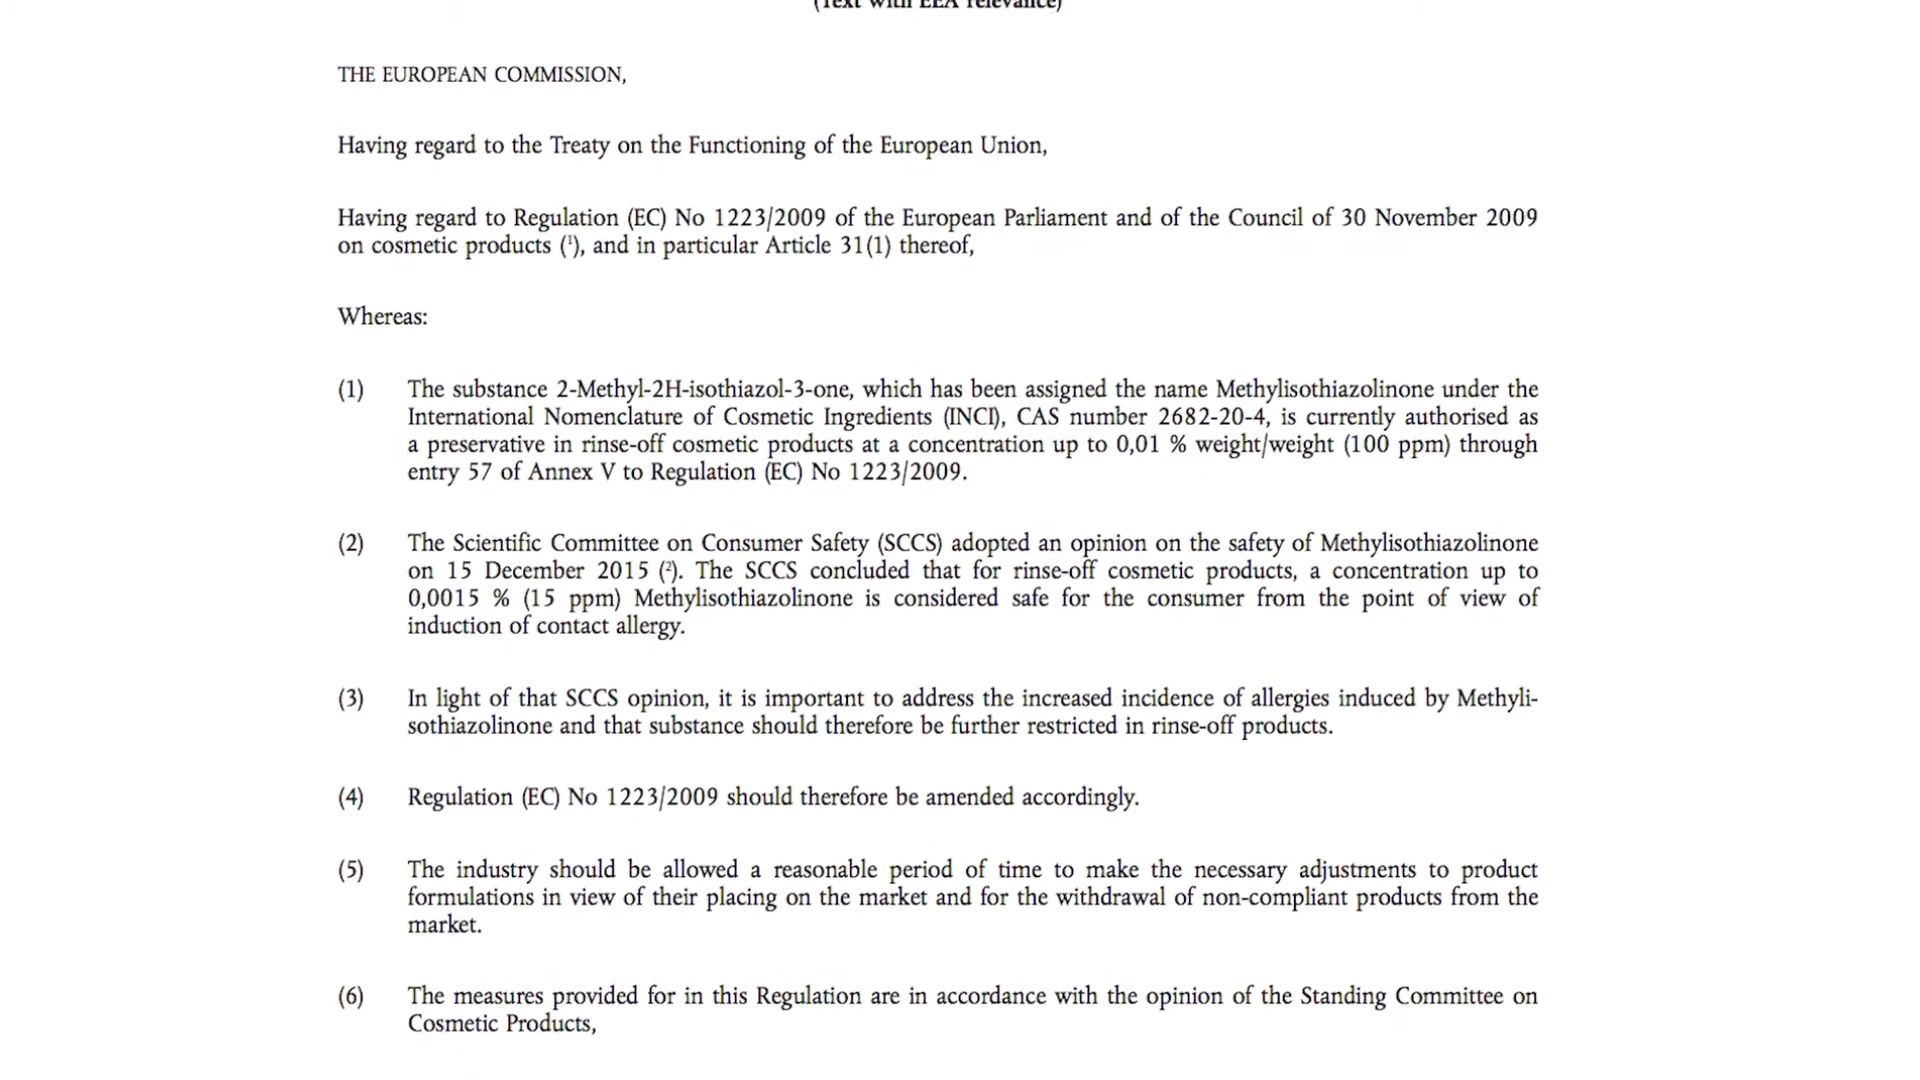 (Text with EEA relevance)
THE EUROPEAN COMMISSION,
Having regard to the Treaty on the Functioning of the European Union,
Having regard to Regulation (EC) No 1223/2009 of the European Parliament and of the Council of 30 November 2009
on cosmetic products (¹), and in particular Article 31(1) thereof,
Whereas:
(1) The substance 2-Methyl-2H-isothiazol-3-one, which has been assigned the name Methylisothiazolinone under the
International Nomenclature of Cosmetic Ingredients (INCI), CAS number 2682-20-4, is currently authorised as
a preservative in rinse-off cosmetic products at a concentration up to 0,01 % weight/weight (100 ppm) through
entry 57 of Annex V to Regulation (EC) No 1223/2009.
(2) The Scientific Committee on Consumer Safety (SCCS) adopted an opinion on the safety of Methylisothiazolinone
on 15 December 2015 (²). The SCCS concluded that for rinse-off cosmetic products, a concentration up to
0,0015 % (15 ppm) Methylisothiazolinone is considered safe for the consumer from the point of view of
induction of contact allergy.
(3) In light of that SCCS opinion, it is important to address the increased incidence of allergies induced by Methyli-
sothiazolinone and that substance should therefore be further restricted in rinse-off products.
(4) Regulation (EC) No 1223/2009 should therefore be amended accordingly.
(5) The industry should be allowed a reasonable period of time to make the necessary adjustments to product
formulations in view of their placing on the market and for the withdrawal of non-compliant products from the
market.
(6) The measures provided for in this Regulation are in accordance with the opinion of the Standing Committee on
Cosmetic Products,